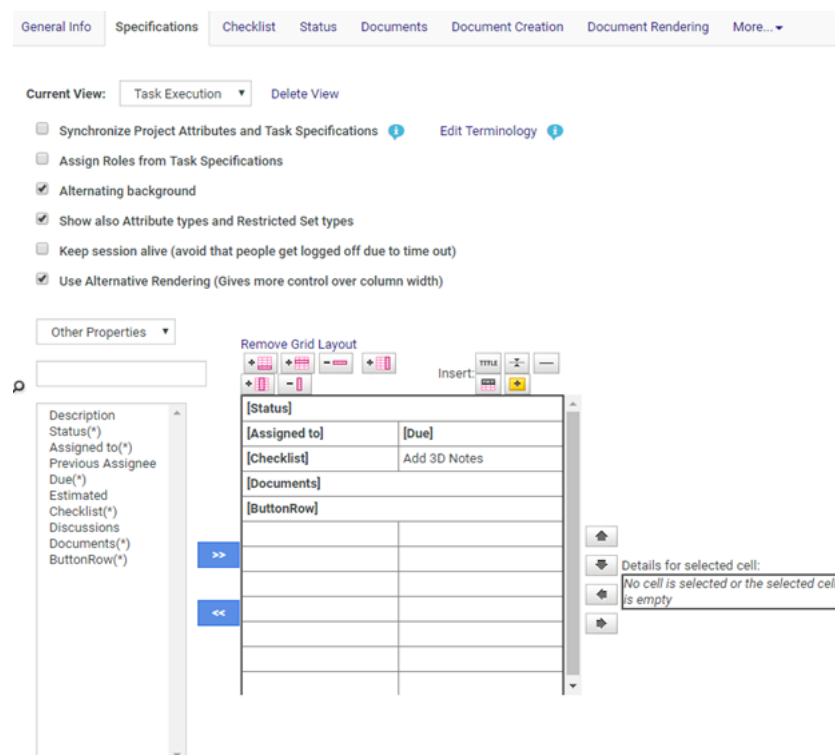 General Info Specifications Checklist Status Documents Document Creation Document Rendering More...
Current View: Task Execution Delete View
Synchronize Project Attributes and Task Specifications i Edit Terminology i
Assign Roles from Task Specifications
Alternating background
Show also Attribute types and Restricted Set types
Keep session alive (avoid that people get logged off due to time out)
Use Alternative Rendering (Gives more control over column width)
Other Properties
Remove Grid Layout
Insert: TITLE
Description
Status(*)
Assigned to(*)
Previous Assignee
Due(*)
Estimated
Checklist(*)
Discussions
Documents(*)
ButtonRow(*)
>>
<<
[Status]
[Assigned to] [Due]
[Checklist] Add 3D Notes
[Documents]
[ButtonRow]
Details for selected cell:
No cell is selected or the selected cell
is empty